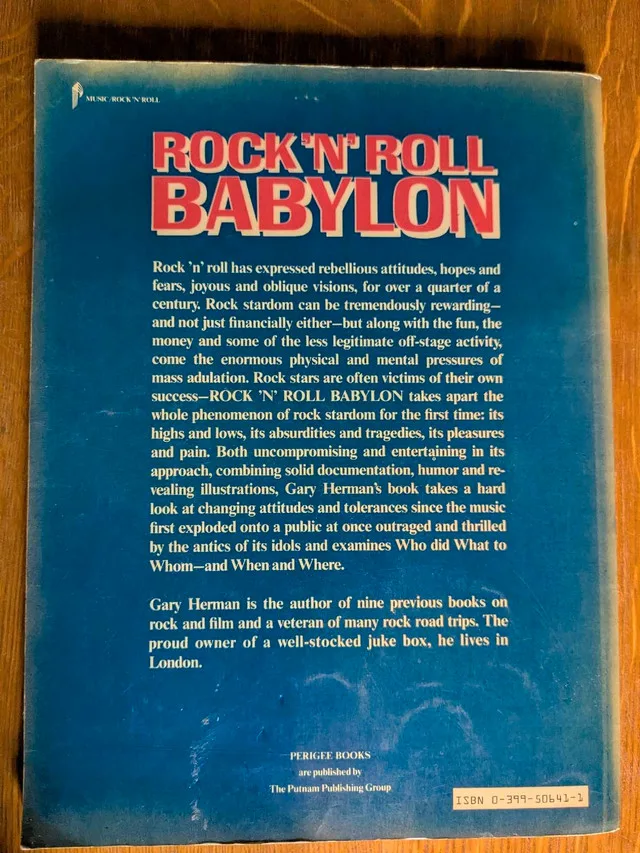 MUSIC/ROCK 'N' ROLL
ROCK 'N' ROLL
BABYLON
Rock 'n' roll has expressed rebellious attitudes, hopes and
fears, joyous and oblique visions, for over a quarter of a
century. Rock stardom can be tremendously rewarding—
and not just financially either—but along with the fun, the
money and some of the less legitimate off-stage activity,
come the enormous physical and mental pressures of
mass adulation. Rock stars are often victims of their own
success—ROCK 'N' ROLL BABYLON takes apart the
whole phenomenon of rock stardom for the first time: its
highs and lows, its absurdities and tragedies, its pleasures
and pain. Both uncompromising and entertaining in its
approach, combining solid documentation, humor and re-
vealing illustrations, Gary Herman's book takes a hard
look at changing attitudes and tolerances since the music
first exploded onto a public at once outraged and thrilled
by the antics of its idols and examines Who did What to
Whom—and When and Where.
Gary Herman is the author of nine previous books on
rock and film and a veteran of many rock road trips. The
proud owner of a well-stocked juke box, he lives in
London.
PERIGEE BOOKS
are published by
The Putnam Publishing Group
ISBN 0-399-50641-1